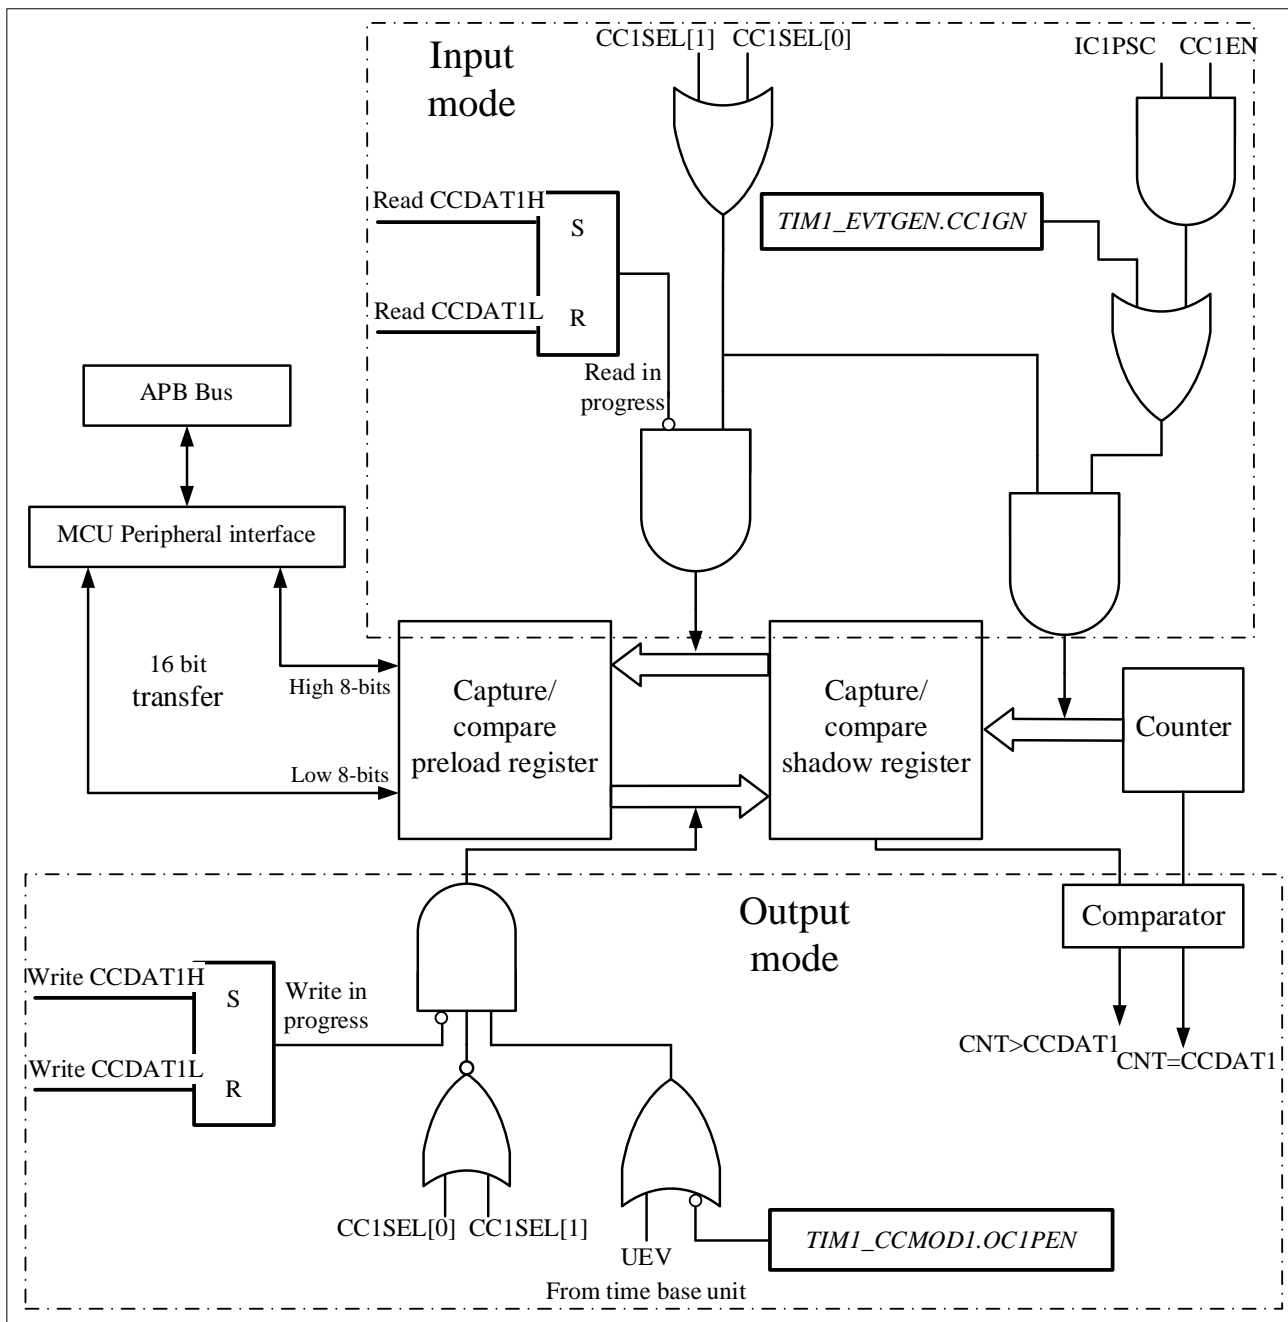 CC1SEL[1] CC1SEL[0]
IC1PSC CC1EN
Input
mode
Read CCDAT1H
S
TIM1_EVTGEN.CC1GN
Read CCDAT1L
R
Read in
progress
APB Bus
MCU Peripheral interface
16 bit
transfer
High 8-bits
Low 8-bits
Capture/
compare
preload register
Capture/
compare
shadow register
Counter
Output
mode
Comparator
Write CCDAT1H
S
Write in
progress
Write CCDAT1L
R
CNT>CCDAT1
CNT=CCDAT1
CC1SEL[0] CC1SEL[1]
UEV
TIM1_CCMOD1.OC1PEN
From time base unit